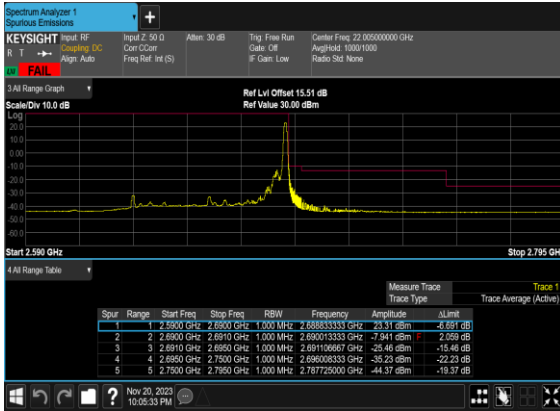 Spectrum Analyzer 1
Spurious Emissions
+
KEYSIGHT Input: RF Input Z: 50 Ω Atten: 30 dB Trig: Free Run Center Freq: 22.005000000 GHz
R T Coupling: DC Corr CCorr Gate: Off Avg|Hold: 1000/1000
Align: Auto Freq Ref: Int (S) IF Gain: Low Radio Std: None
FAIL
3 All Range Graph
Ref Lvl Offset 15.51 dB
Scale/Div 10.0 dB Ref Value 30.00 dBm
Log
20.0
10.0
0.00
-10.0
-20.0
-30.0
-40.0
-50.0
-60.0
Start 2.590 GHz Stop 2.795 GH
4 All Range Table
Measure Trace Trace 1
Trace Type Trace Average (Active)
Spur Range Start Freq Stop Freq RBW Frequency Amplitude ΔLimit
1 1 2.5900 GHz 2.6900 GHz 1.000 MHz 2.688833333 GHz 23.31 dBm -6.691 dB
2 2 2.6900 GHz 2.6910 GHz 1.000 MHz 2.690013333 GHz -7.941 dBm F 2.059 dB
3 3 2.6910 GHz 2.6950 GHz 1.000 MHz 2.691106667 GHz -25.46 dBm -15.46 dB
4 4 2.6950 GHz 2.7500 GHz 1.000 MHz 2.696008333 GHz -35.23 dBm -22.23 dB
5 5 2.7500 GHz 2.7950 GHz 1.000 MHz 2.787725000 GHz -44.37 dBm -19.37 dB
? Nov 20, 2023
10:05:33 PM